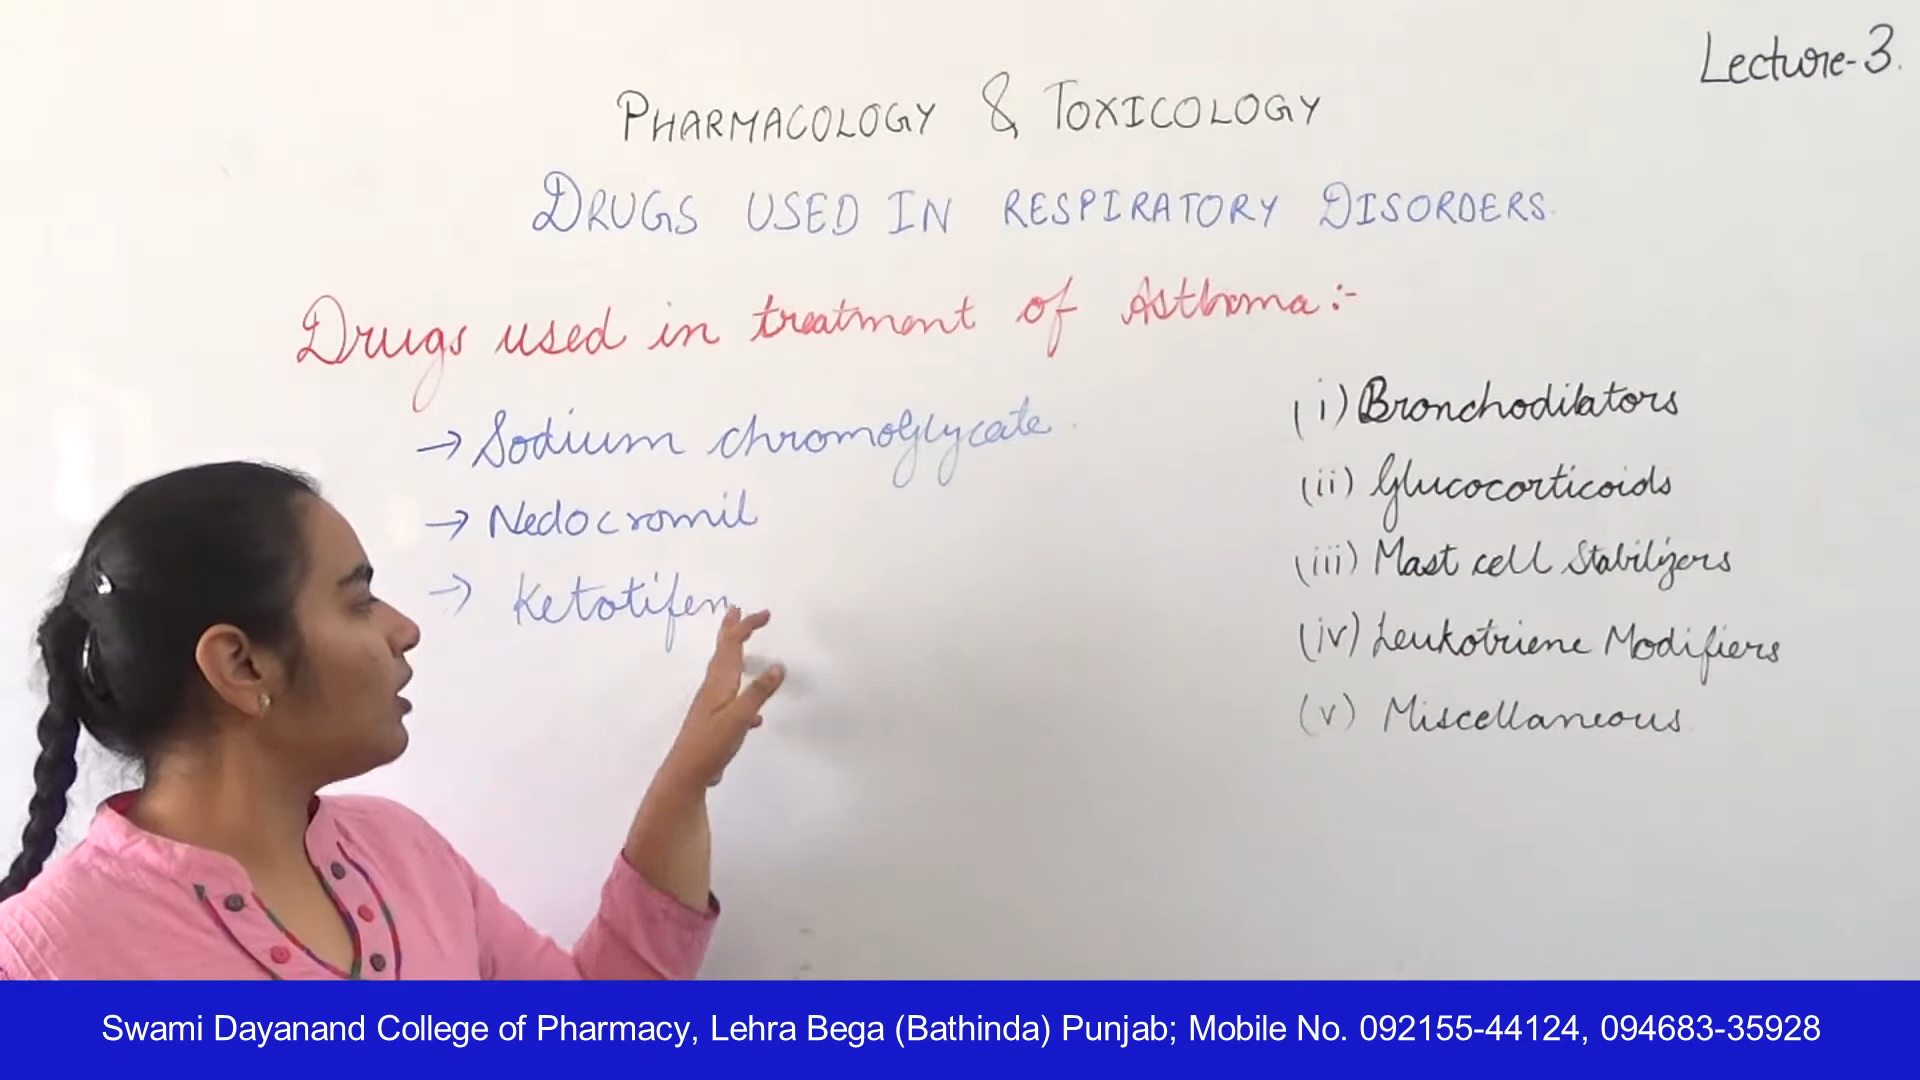 Lecture-3.
PHARMACOLOGY & TOXICOLOGY
DRUGS USED IN RESPIRATORY DISORDERS.
Drugs used in treatment of Asthma:-
→ Sodium chromoglycate.
→ Nedocromil
→ Ketotifen
(i) Bronchodilators
(ii) Glucocorticoids
(iii) Mast cell Stabilizers
(iv) Leukotriene Modifiers
(v) Miscellaneous
Swami Dayanand College of Pharmacy, Lehra Bega (Bathinda) Punjab; Mobile No. 092155-44124, 094683-35928